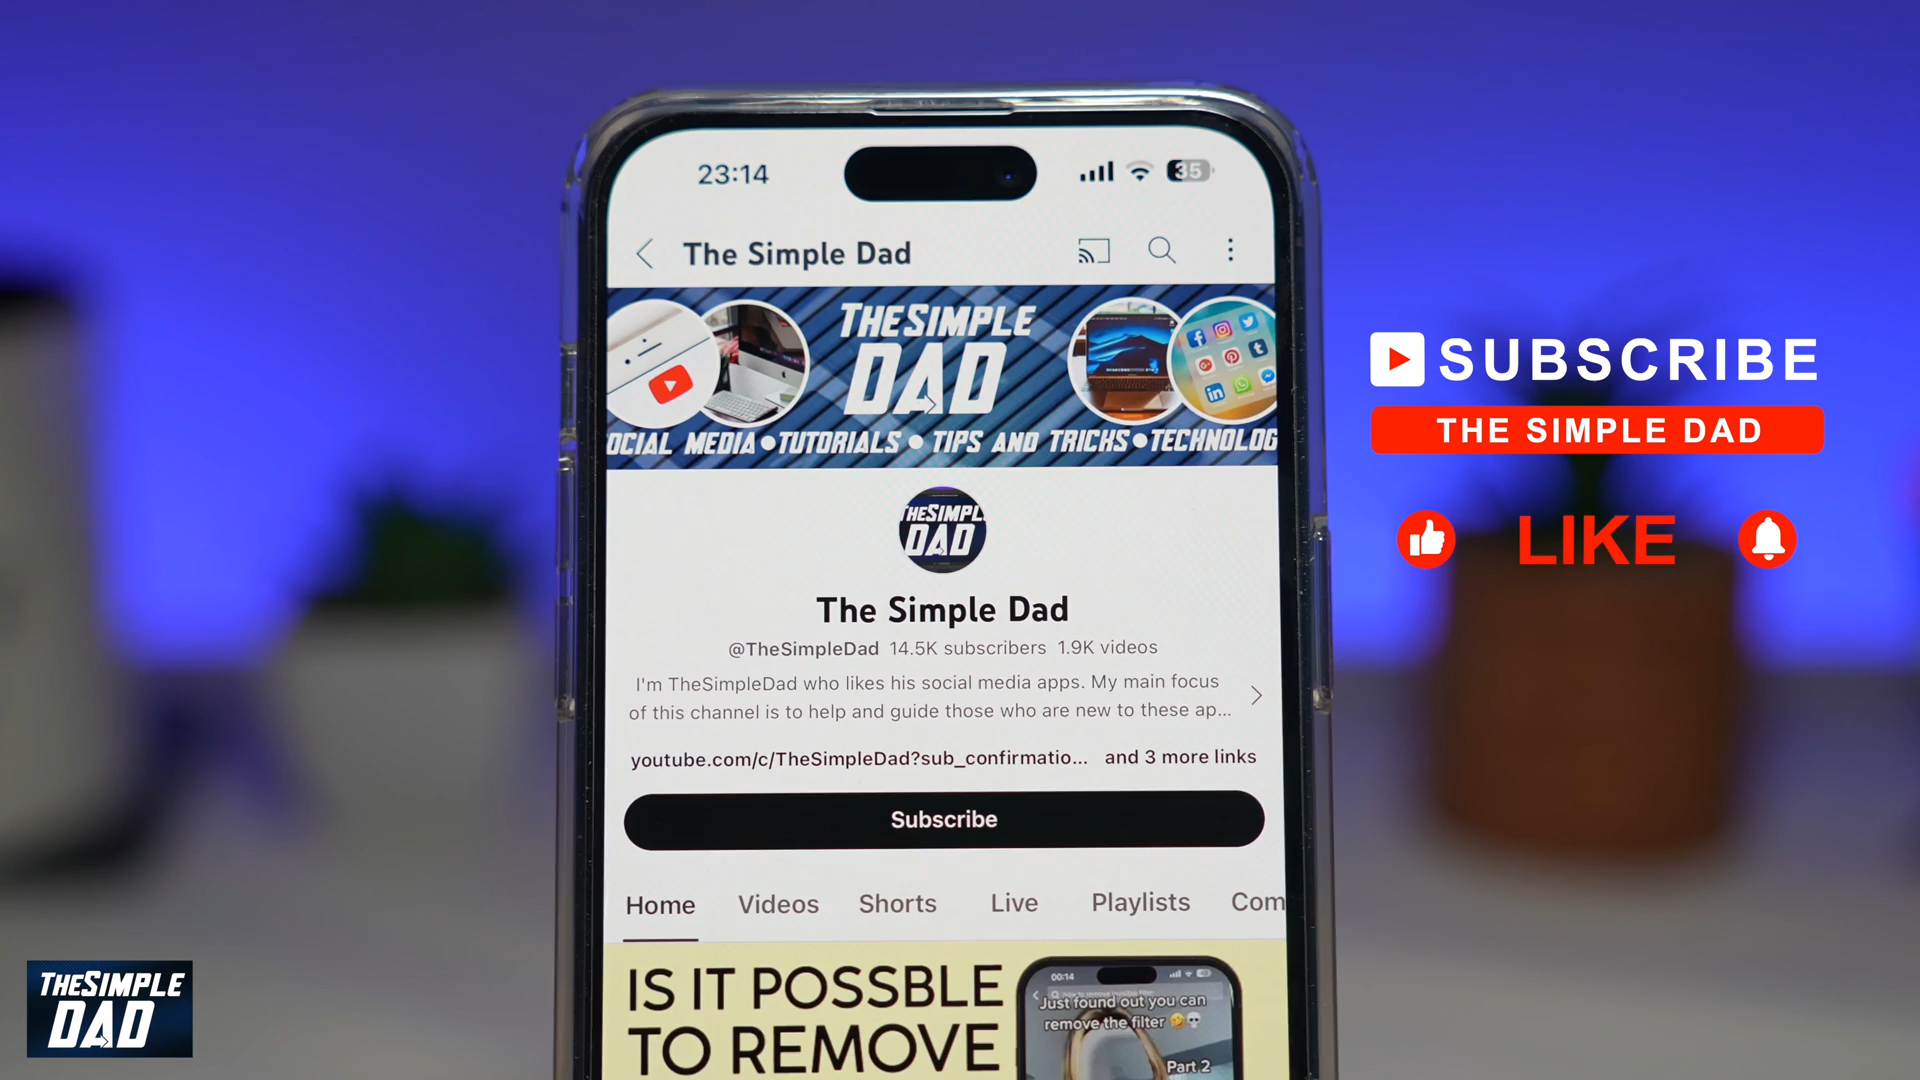 23:14
35
The Simple Dad
THESIMPLE
DAD
OCIAL MEDIA•TUTORIALS • TIPS AND TRICKS•TECHNOLOG
SUBSCRIBE
THE SIMPLE DAD
LIKE
THESIMPL
DAD
The Simple Dad
@TheSimpleDad 14.5K subscribers 1.9K videos
I'm TheSimpleDad who likes his social media apps. My main focus
of this channel is to help and guide those who are new to these ap...
youtube.com/c/TheSimpleDad?sub_confirmatio... and 3 more links
Subscribe
Home Videos Shorts Live Playlists Com
IS IT POSSBLE
TO REMOVE
00:14
Just found out you can
remove the filter 🤣💀
Part 2
THESIMPLE
DAD